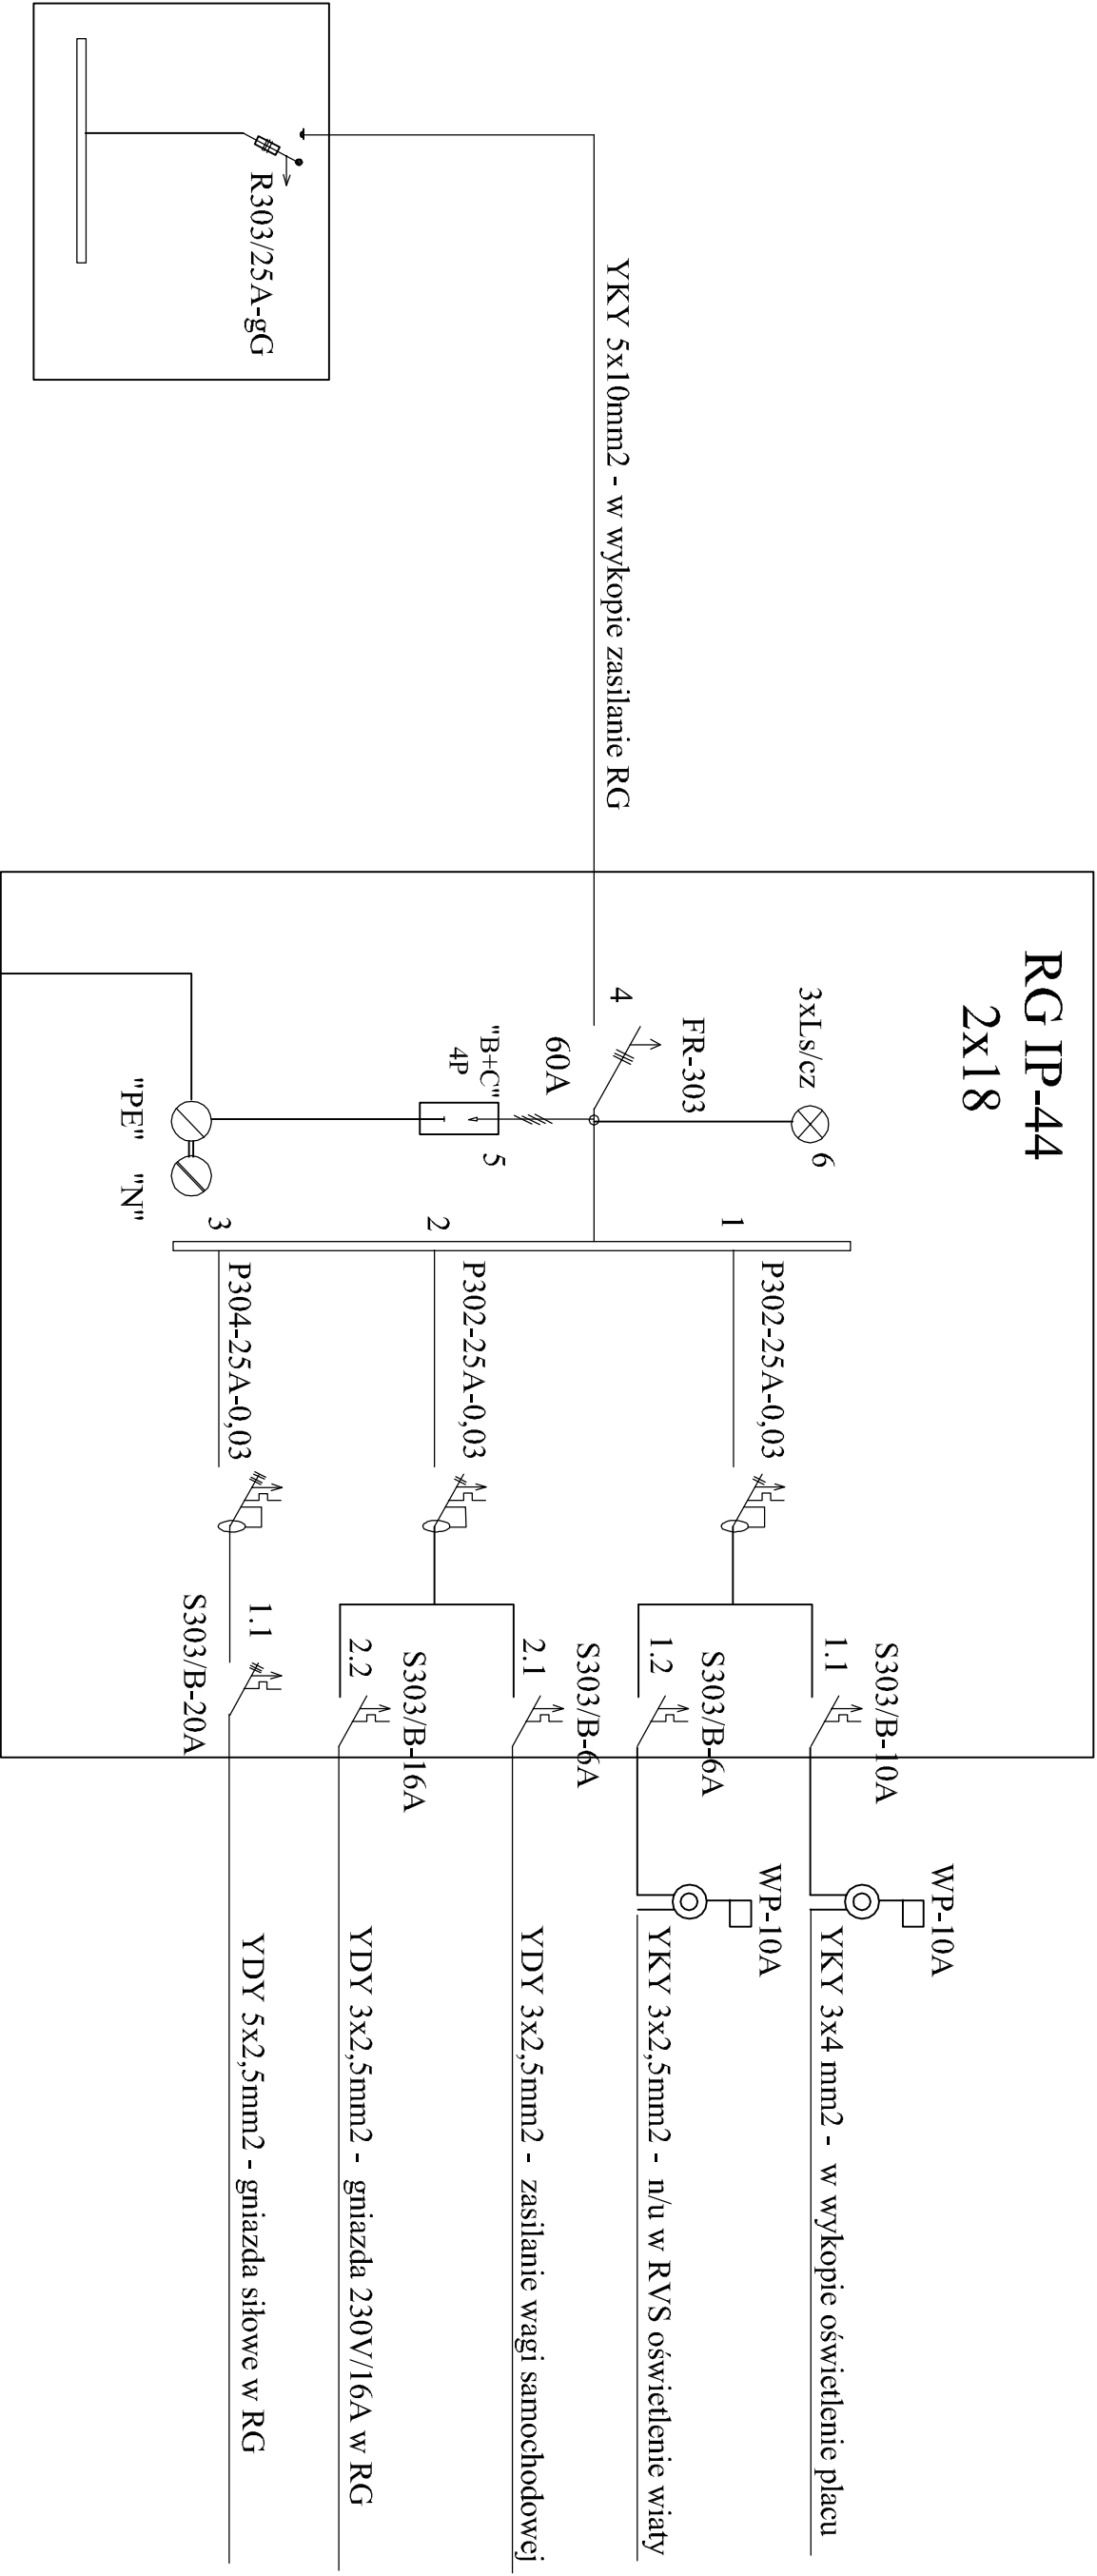 RG IP-44
2x18
R303/25A-gG
YKY 5x10mm2 - w wykopie zasilanie RG
3xLs/cz
6
FR-303
4
60A
"B+C"
4P
5
"PE"
"N"
1
P302-25A-0,03
1.1
S303/B-10A
WP-10A
YKY 3x4 mm2 - w wykopie oświetlenie placu
1.2
S303/B-6A
WP-10A
YKY 3x2,5mm2 - n/u w RVS oświetlenie wiaty
2
P302-25A-0,03
2.1
S303/B-6A
YDY 3x2,5mm2 - zasilanie wagi samochodowej
2.2
S303/B-16A
YDY 3x2,5mm2 - gniazda 230V/16A w RG
3
P304-25A-0,03
1.1
S303/B-20A
YDY 5x2,5mm2 - gniazda siłowe w RG